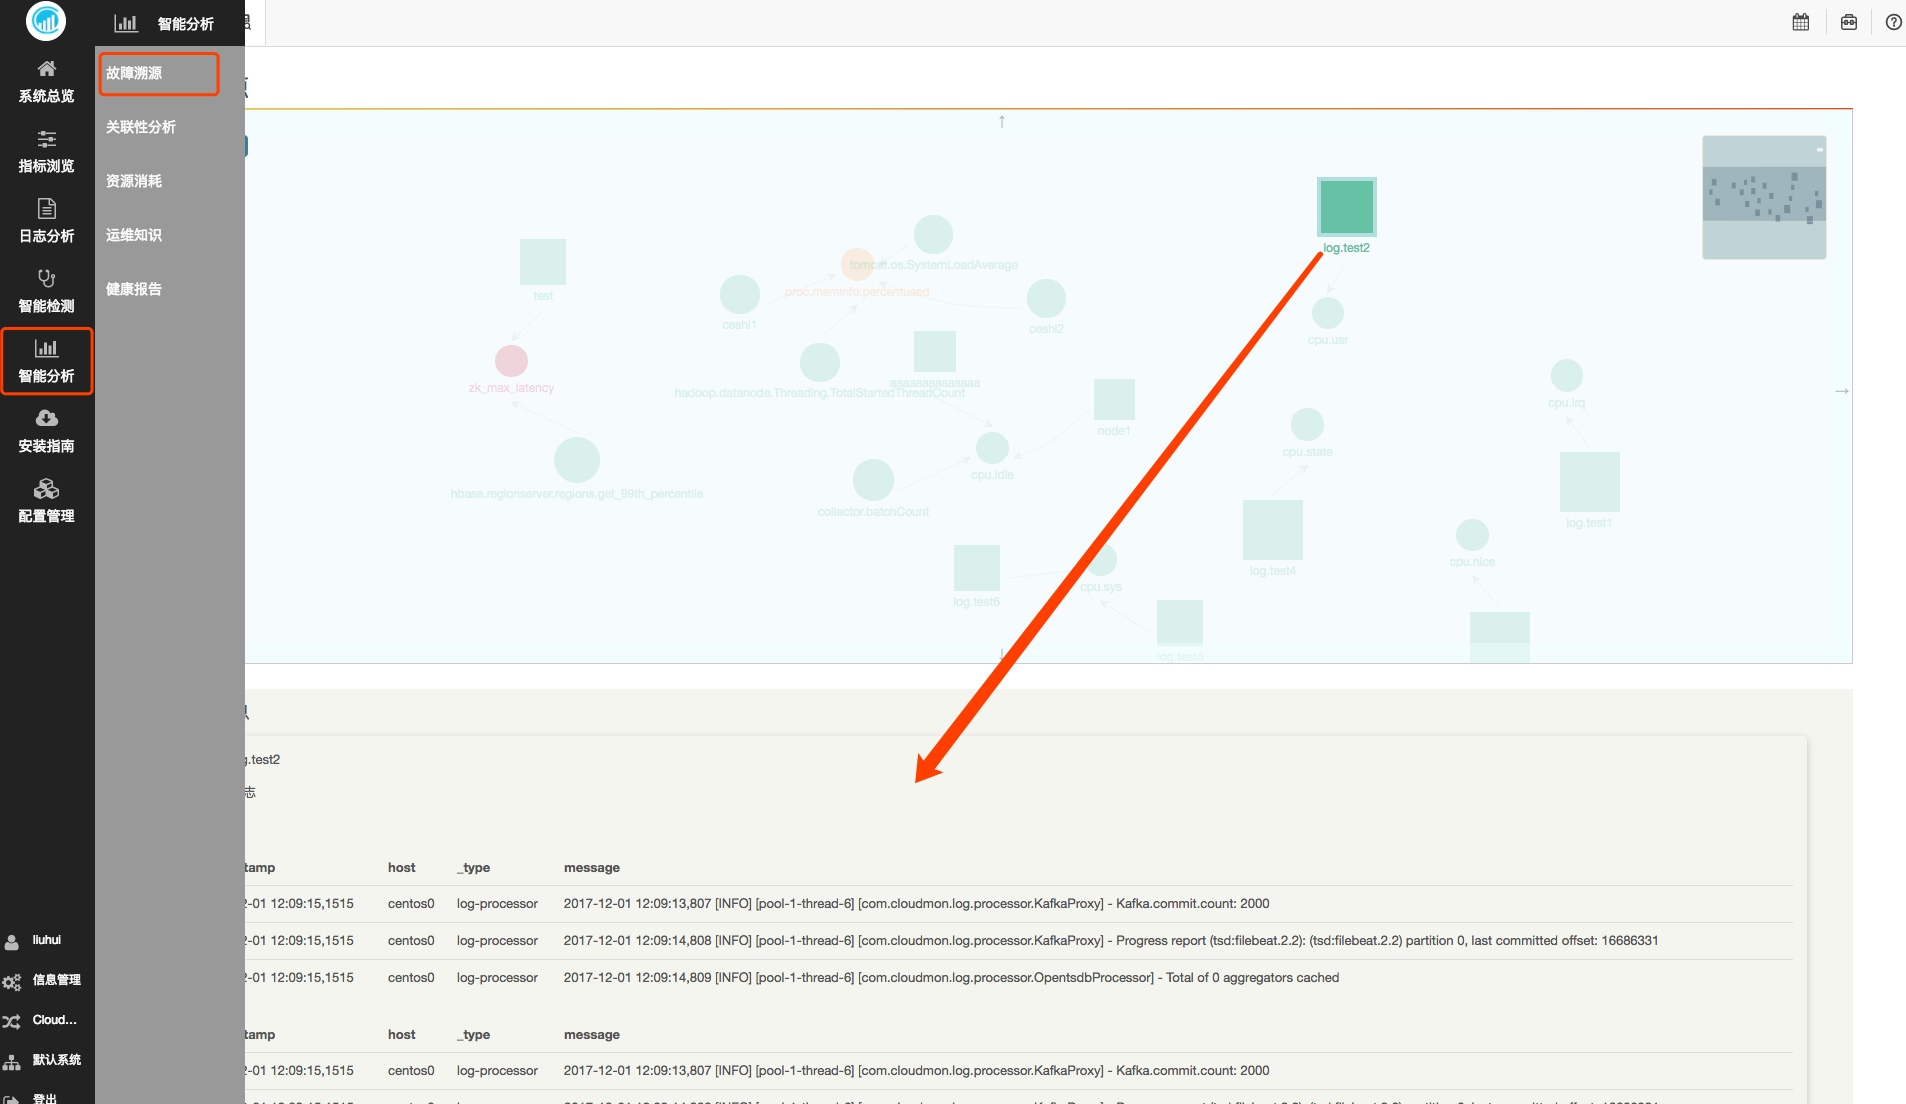 智能分析
系统总览
指标浏览
日志分析
智能检测
智能分析
安装指南
配置管理
liuhui
信息管理
Cloud...
默认系统
登出
故障溯源
关联性分析
资源消耗
运维知识
健康报告
log.test2
tomcat.os.SystemLoadAverage
proc.meminfo.percentused
test
ceshi1
ceshi2
cpu.usr
zk_max_latency
aaaaaaaaaaaaaa
hadoop.datanode.Threading.TotalStartedThreadCount
cpu.irq
node1
cpu.state
cpu.idle
hbase.regionserver.regions.get_99th_percentile
collector.batchCount
log.test1
cpu.nice
log.test4
cpu.sys
log.test6
log.test5
g.test2
志
tamp host _type message
2-01 12:09:15,1515 centos0 log-processor 2017-12-01 12:09:13,807 [INFO] [pool-1-thread-6] [com.cloudmon.log.processor.KafkaProxy] - Kafka.commit.count: 2000
2-01 12:09:15,1515 centos0 log-processor 2017-12-01 12:09:14,808 [INFO] [pool-1-thread-6] [com.cloudmon.log.processor.KafkaProxy] - Progress report (tsd:filebeat.2.2): (tsd:filebeat.2.2) partition 0, last committed offset: 16686331
2-01 12:09:15,1515 centos0 log-processor 2017-12-01 12:09:14,809 [INFO] [pool-1-thread-6] [com.cloudmon.log.processor.OpentsdbProcessor] - Total of 0 aggregators cached
tamp host _type message
2-01 12:09:15,1515 centos0 log-processor 2017-12-01 12:09:13,807 [INFO] [pool-1-thread-6] [com.cloudmon.log.processor.KafkaProxy] - Kafka.commit.count: 2000